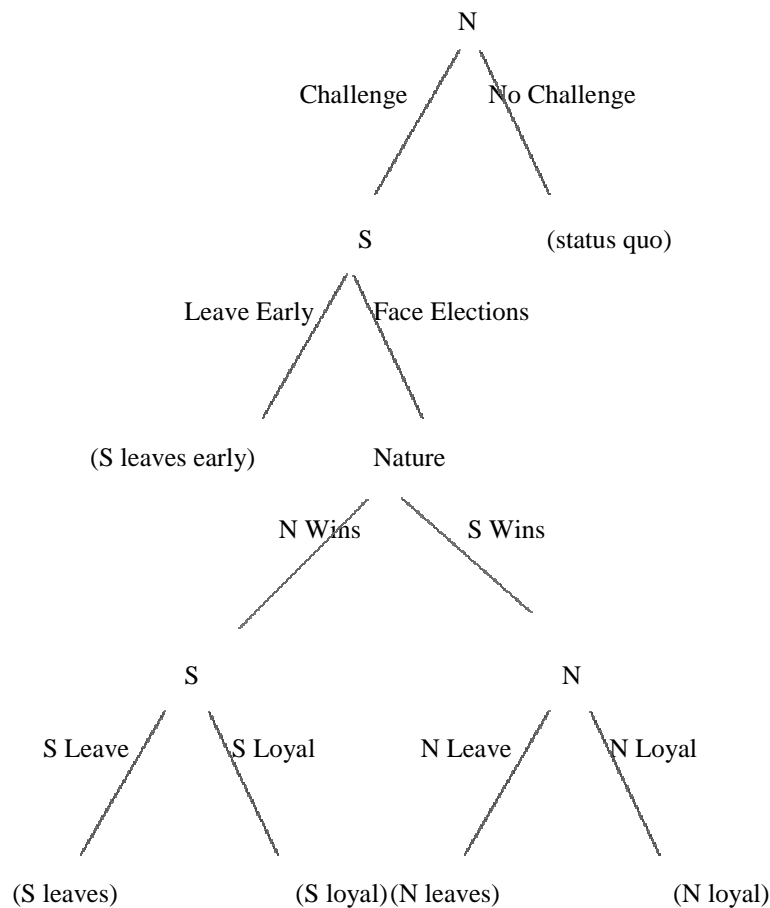 N
Challenge No Challenge
S (status quo)
Leave Early Face Elections
(S leaves early) Nature
N Wins S Wins
S N
S Leave S Loyal N Leave N Loyal
(S leaves) (S loyal) (N leaves) (N loyal)